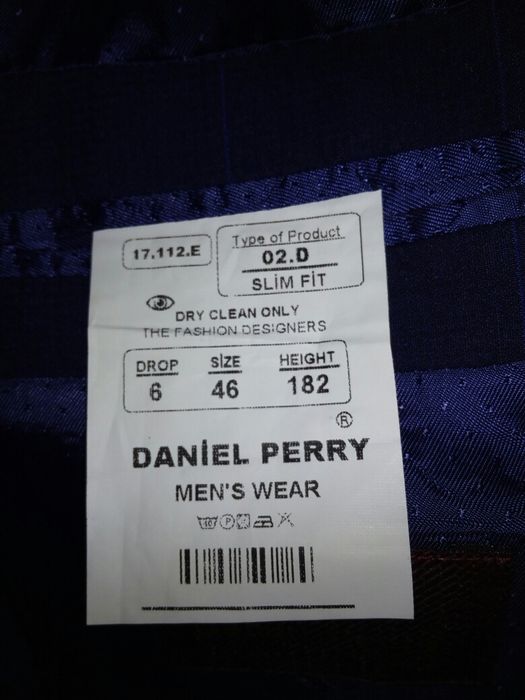 17.112.E
Type of Product
02.D
SLİM FİT
DRY CLEAN ONLY
THE FASHION DESIGNERS
DROP SİZE HEIGHT
6 46 182
®
DANİEL PERRY
MEN'S WEAR